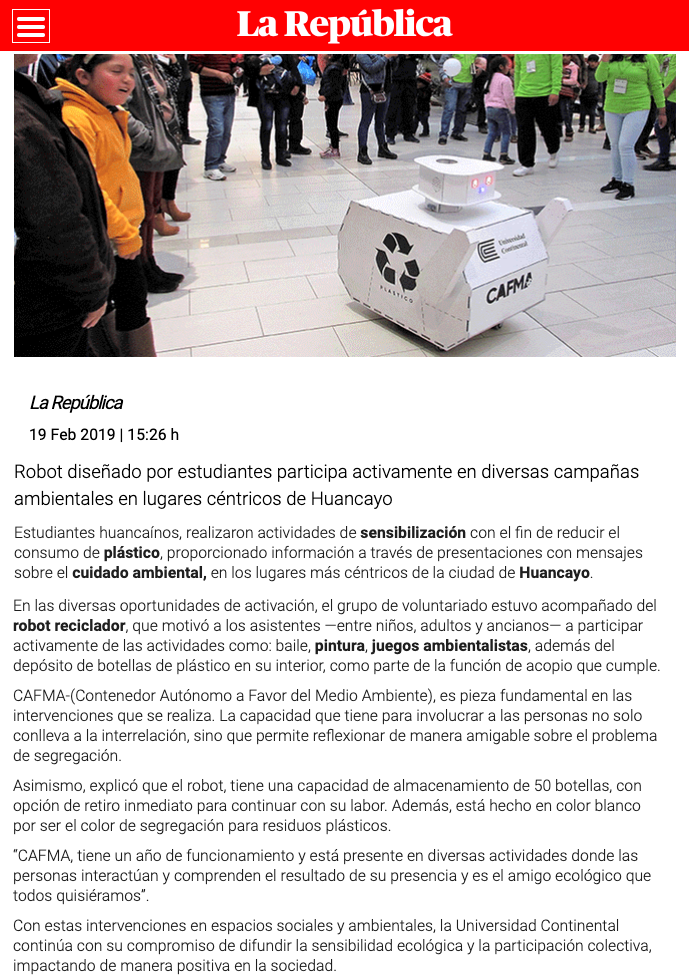 La República
PLASTICO
Universidad
Continental
CAFMA
La República
19 Feb 2019 | 15:26 h
Robot diseñado por estudiantes participa activamente en diversas campañas
ambientales en lugares céntricos de Huancayo
Estudiantes huancaínos, realizaron actividades de sensibilización con el fin de reducir el
consumo de plástico, proporcionado información a través de presentaciones con mensajes
sobre el cuidado ambiental, en los lugares más céntricos de la ciudad de Huancayo.
En las diversas oportunidades de activación, el grupo de voluntariado estuvo acompañado del
robot reciclador, que motivó a los asistentes —entre niños, adultos y ancianos— a participar
activamente de las actividades como: baile, pintura, juegos ambientalistas, además del
depósito de botellas de plástico en su interior, como parte de la función de acopio que cumple.
CAFMA-(Contenedor Autónomo a Favor del Medio Ambiente), es pieza fundamental en las
intervenciones que se realiza. La capacidad que tiene para involucrar a las personas no solo
conlleva a la interrelación, sino que permite reflexionar de manera amigable sobre el problema
de segregación.
Asimismo, explicó que el robot, tiene una capacidad de almacenamiento de 50 botellas, con
opción de retiro inmediato para continuar con su labor. Además, está hecho en color blanco
por ser el color de segregación para residuos plásticos.
"CAFMA, tiene un año de funcionamiento y está presente en diversas actividades donde las
personas interactúan y comprenden el resultado de su presencia y es el amigo ecológico que
todos quisiéramos".
Con estas intervenciones en espacios sociales y ambientales, la Universidad Continental
continúa con su compromiso de difundir la sensibilidad ecológica y la participación colectiva,
impactando de manera positiva en la sociedad.